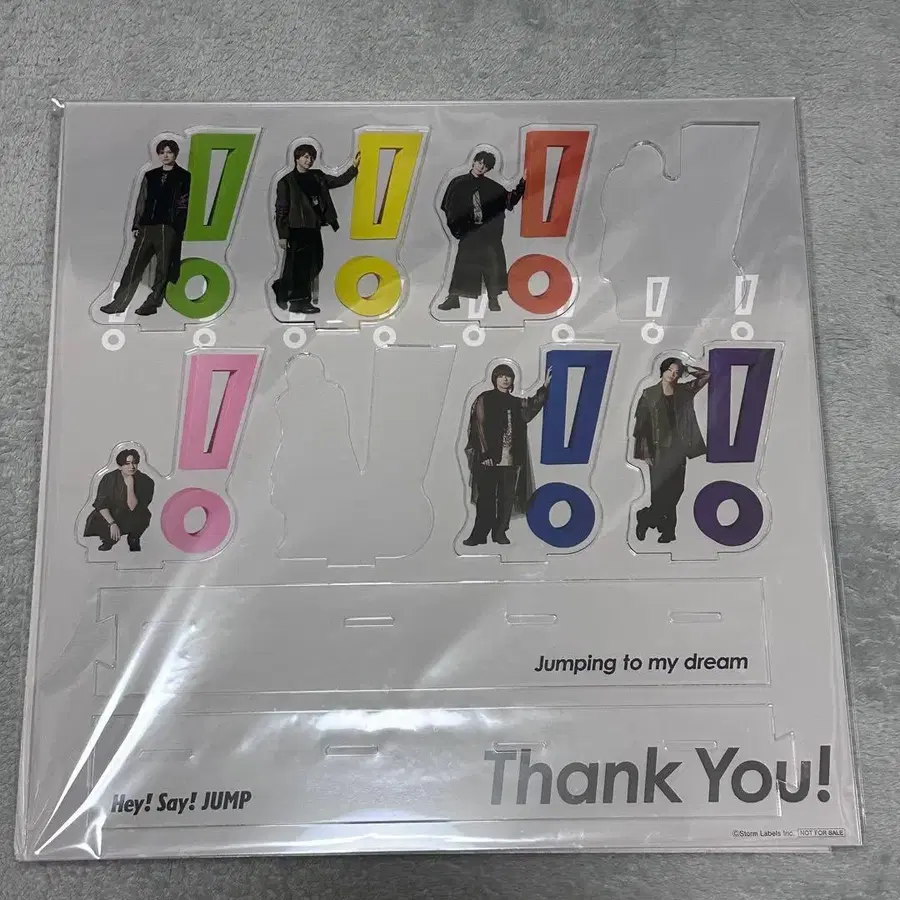 Jumping to my dream
Thank You!
Hey! Say! JUMP
©Storm Labels Inc. NOT FOR SALE